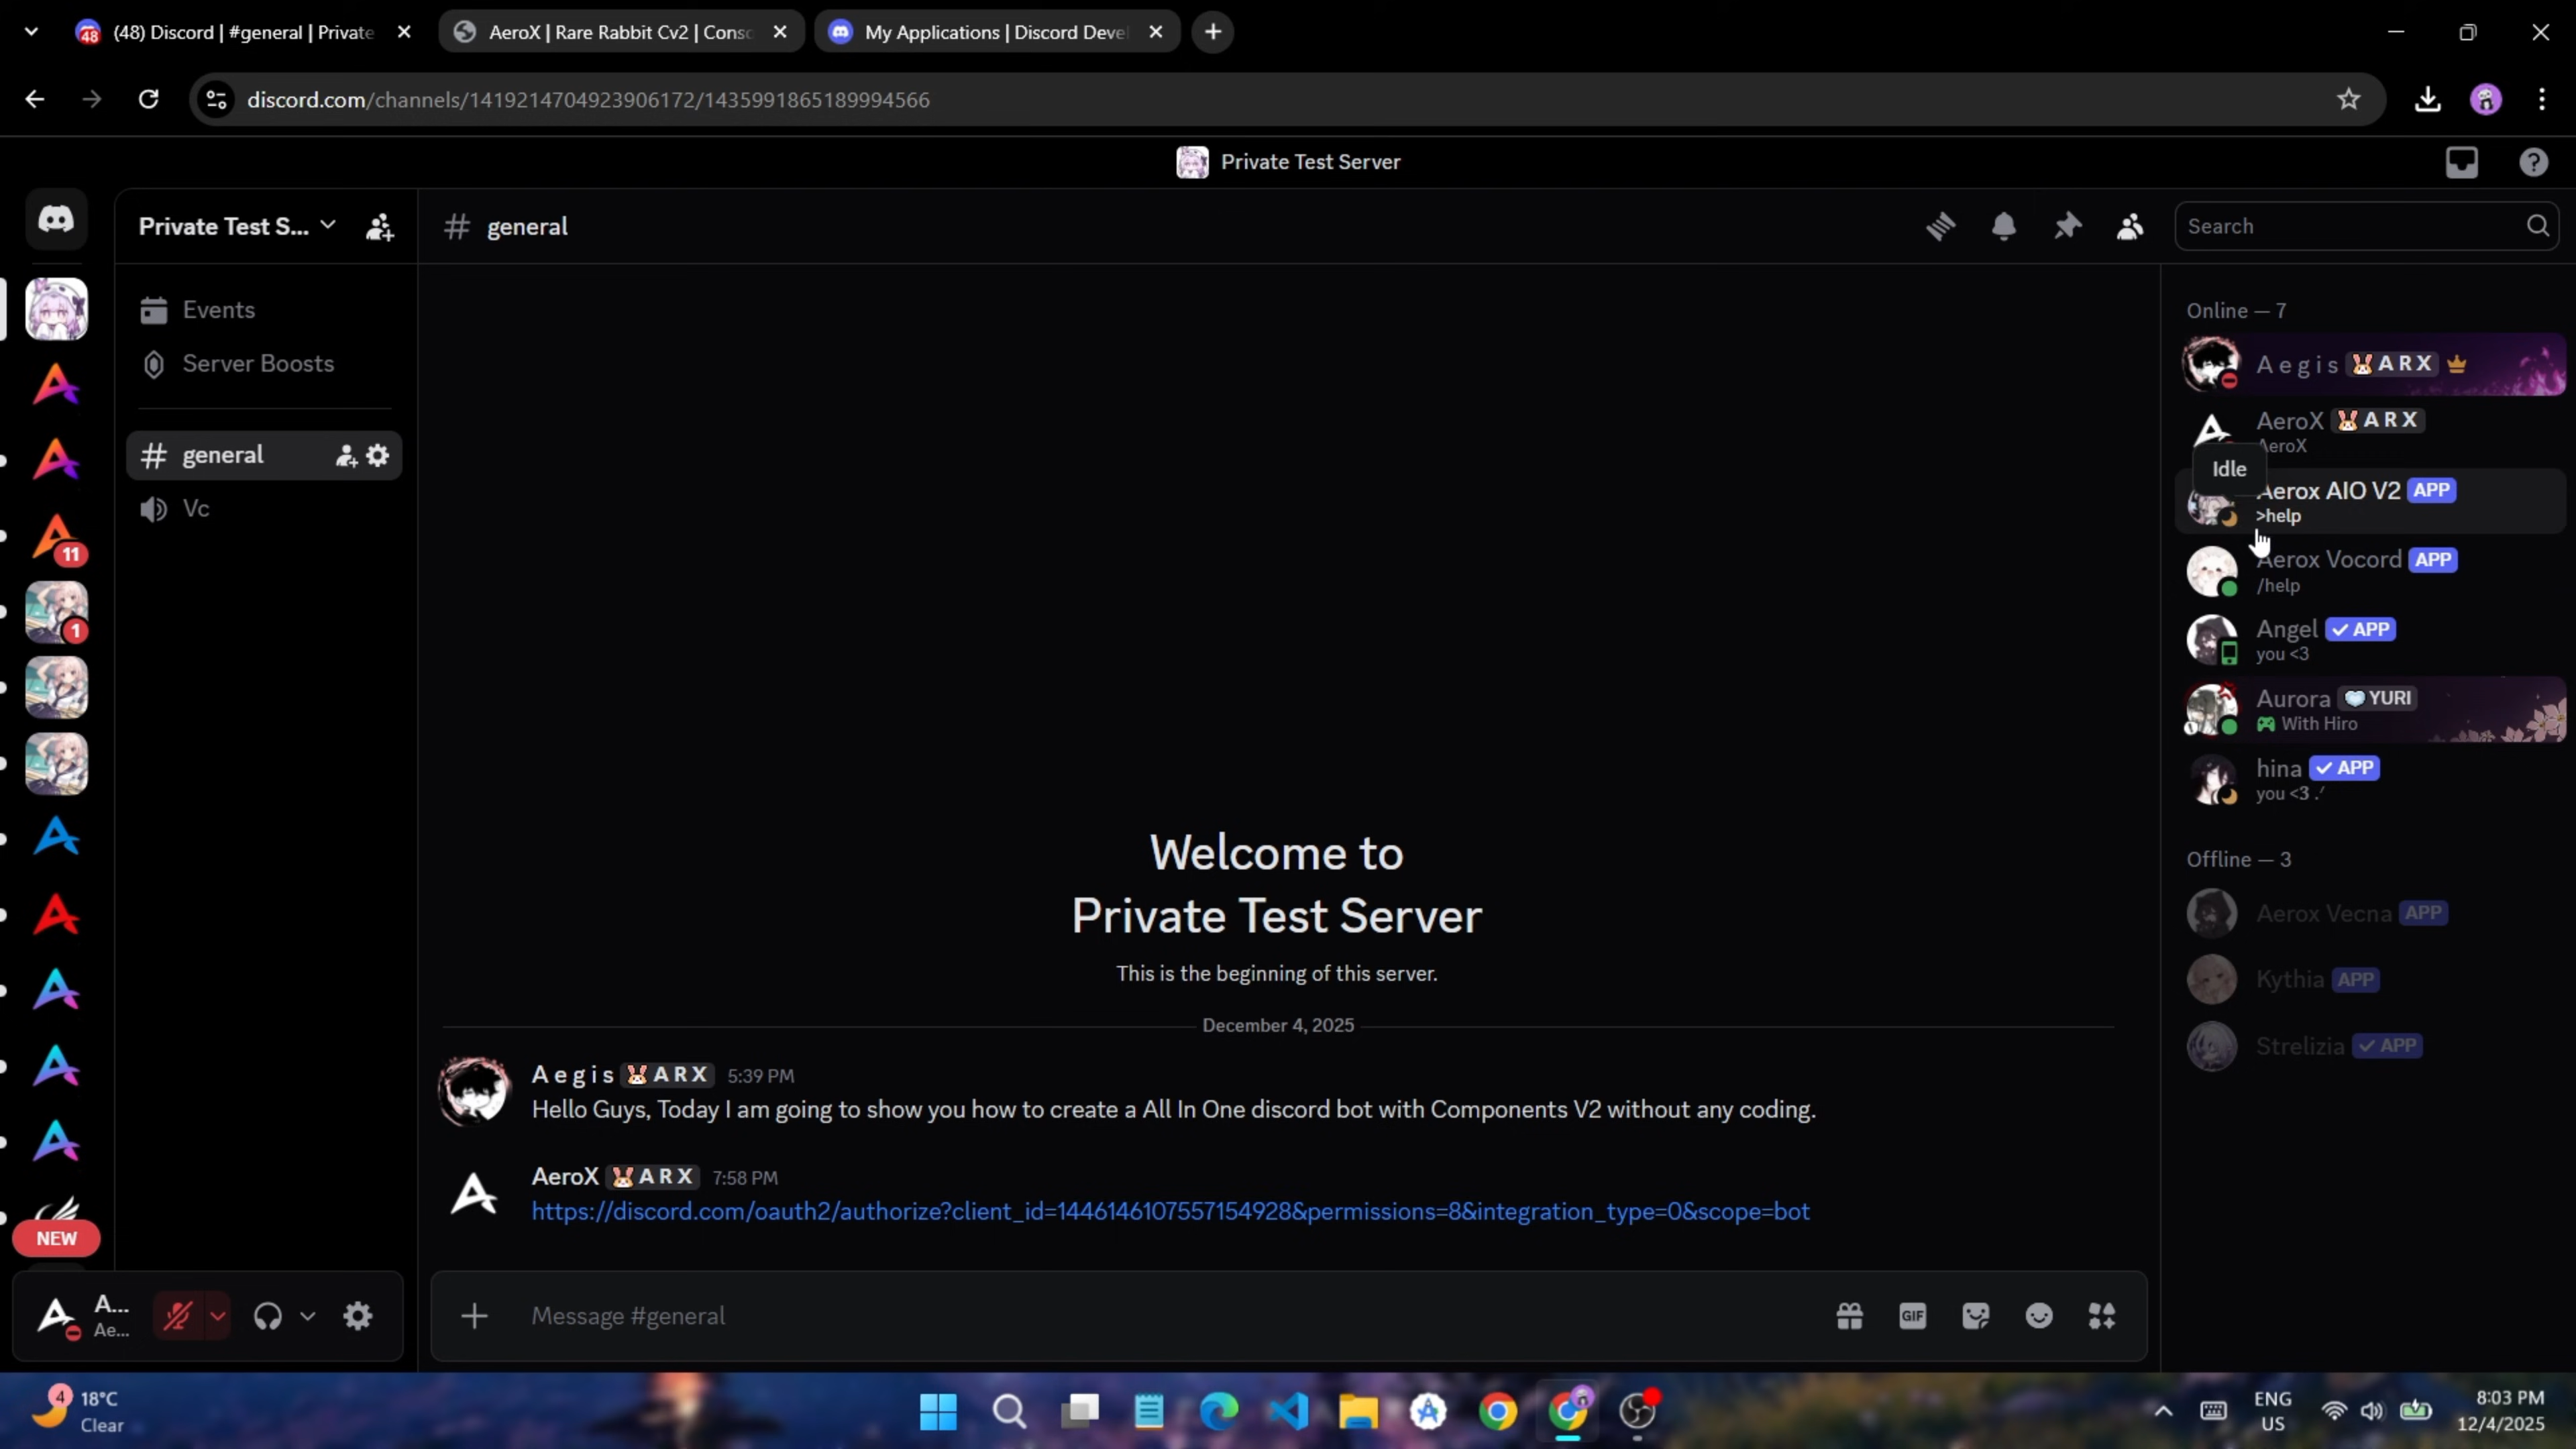 (48) Discord | #general | Private
AeroX | Rare Rabbit Cv2 | Conso
My Applications | Discord Deve
discord.com/channels/1419214704923906172/1435991865189994566
Private Test Server
Private Test S...
general
Search
Events
Server Boosts
general
Vc
11
1
NEW
Welcome to
Private Test Server
This is the beginning of this server.
December 4, 2025
A e g i s A R X 5:39 PM
Hello Guys, Today I am going to show you how to create a All In One discord bot with Components V2 without any coding.
AeroX A R X 7:58 PM
https://discord.com/oauth2/authorize?client_id=1446146107557154928&permissions=8&integration_type=0&scope=bot
Message #general
GIF
A...
Ae...
Online — 7
A e g i s A R X
AeroX A R X
AeroX
Idle
Aerox AIO V2 APP
>help
Aerox Vocord APP
/help
Angel APP
you <3
Aurora YURI
With Hiro
hina APP
you <3 .ᐟ
Offline — 3
Aerox Vecna APP
Kythia APP
Strelizia APP
4
18°C
Clear
ENG
US
8:03 PM
12/4/2025